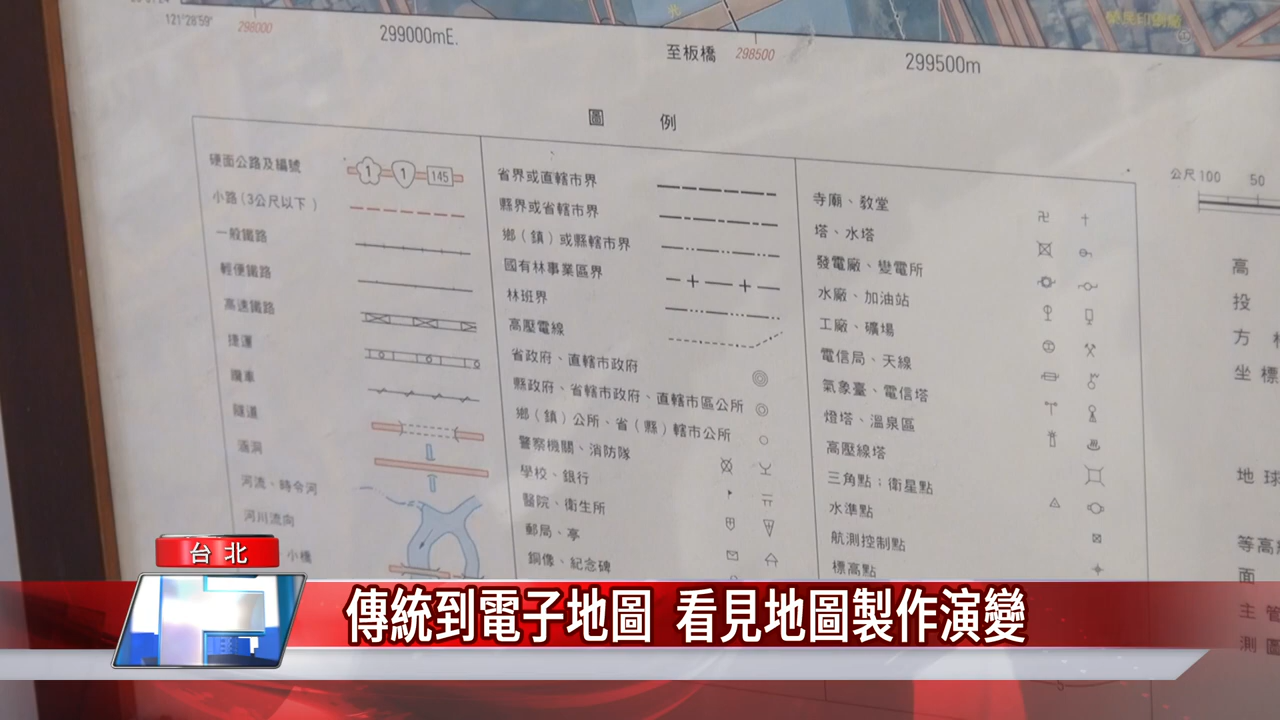 121°28'59"
298000
299000mE.
至板橋
298500
299500m
圖 例
硬面公路及編號
1 1 145
小路(3公尺以下)
一般鐵路
輕便鐵路
高速鐵路
捷運
纜車
隧道
涵洞
河流、時令河
河川流向
小橋
省界或直轄市界
縣界或省轄市界
鄉(鎮)或縣轄市界
國有林事業區界
林班界
高壓電線
省政府、直轄市政府
縣政府、省轄市政府、直轄市區公所
鄉(鎮)公所、省(縣)轄市公所
警察機關、消防隊
學校、銀行
醫院、衛生所
郵局、亭
銅像、紀念碑
寺廟、教堂
塔、水塔
發電廠、變電所
水廠、加油站
工廠、礦場
電信局、天線
氣象臺、電信塔
燈塔、溫泉區
高壓線塔
三角點；衛星點
水準點
航測控制點
標高點
公尺 100 50
高
投
方
坐標
地球
等高
面
主管
測圖
台北
傳統到電子地圖 看見地圖製作演變